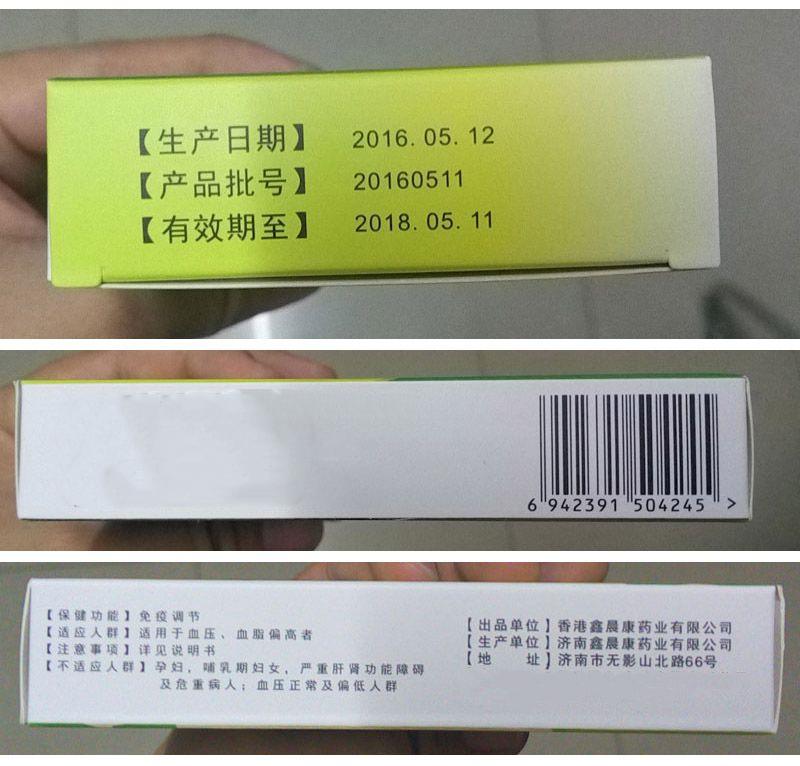 【生产日期】 2016.05.12
【产品批号】 20160511
【有效期至】 2018.05.11
6 942391 504245 >
【保健功能】免疫调节
【适应人群】适用于血压、血脂偏高者
【注意事项】详见说明书
【不适应人群】孕妇，哺乳期妇女，严重肝肾功能障碍
及危重病人；血压正常及偏低人群
【出品单位】香港鑫晨康药业有限公司
【生产单位】济南鑫晨康药业有限公司
【地 址】济南市无影山北路66号